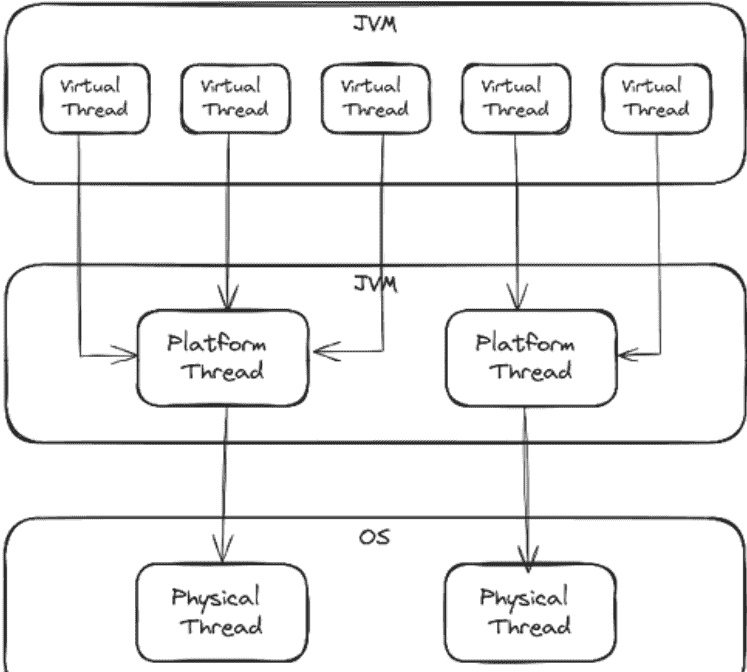 JVM
Virtual
Thread
Virtual
Thread
Virtual
Thread
Virtual
Thread
Virtual
Thread
JVM
Platform
Thread
Platform
Thread
OS
Physical
Thread
Physical
Thread